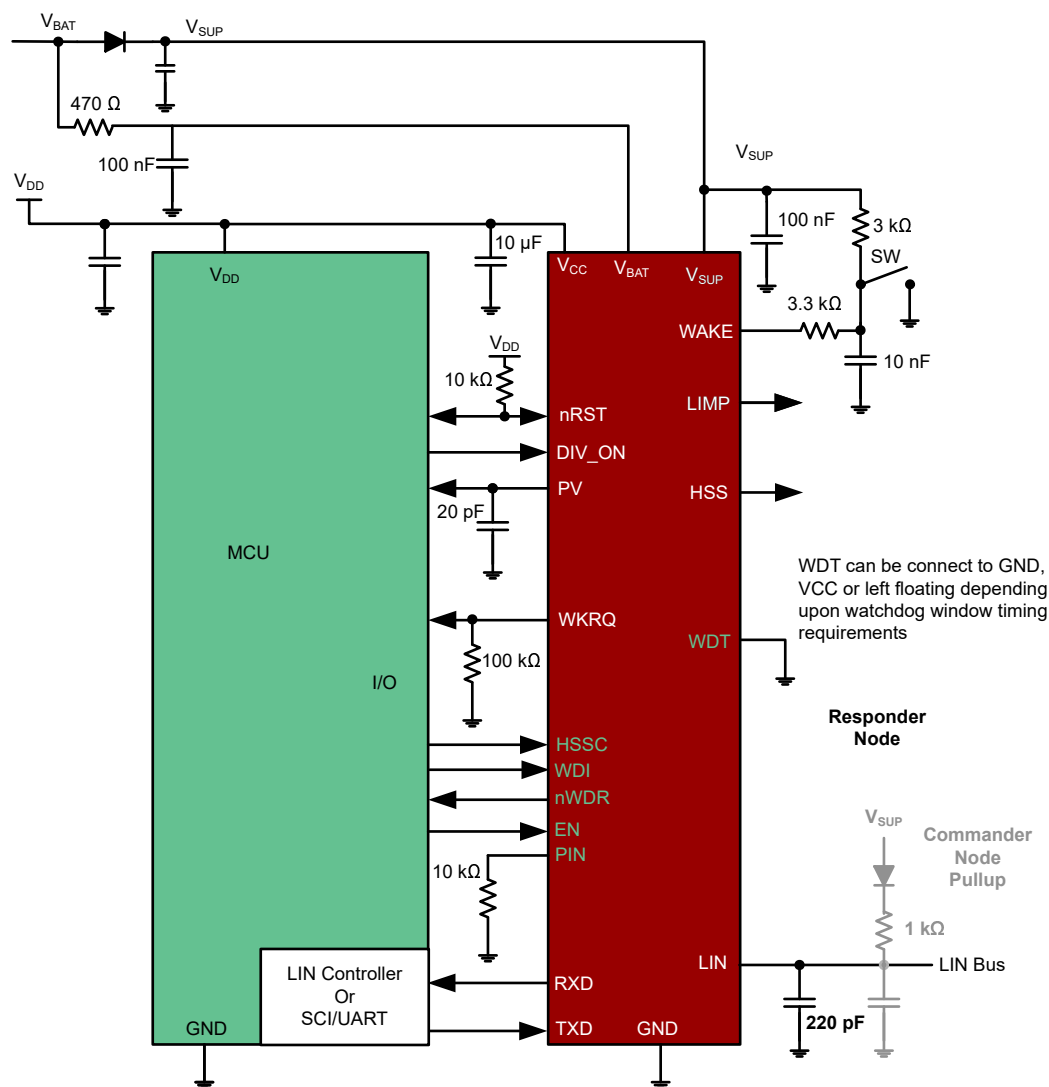 VBAT
VSUP
470 Ω
100 nF
VDD
VSUP
100 nF
3 kΩ
SW
10 µF
VDD
VCC
VBAT
VSUP
3.3 kΩ
WAKE
VDD
10 kΩ
10 nF
nRST
LIMP
DIV_ON
PV
HSS
20 pF
MCU
WDT can be connect to GND,
VCC or left floating depending
upon watchdog window timing
requirements
WKRQ
WDT
100 kΩ
I/O
Responder
Node
HSSC
WDI
nWDR
EN
PIN
10 kΩ
VSUP
Commander
Node
Pullup
1 kΩ
LIN
LIN Bus
LIN Controller
Or
SCI/UART
RXD
TXD
GND
GND
220 pF